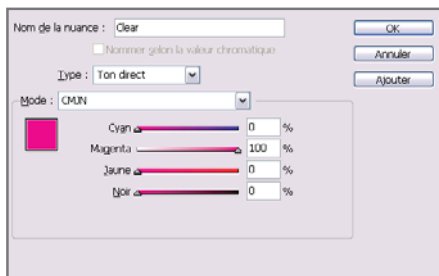 Nom de la nuance : Clear OK
Nommer selon la valeur chromatique Annuler
Type : Ton direct Ajouter
Mode : CMJN
Cyan 0 %
Magenta 100 %
Jaune 0 %
Noir 0 %